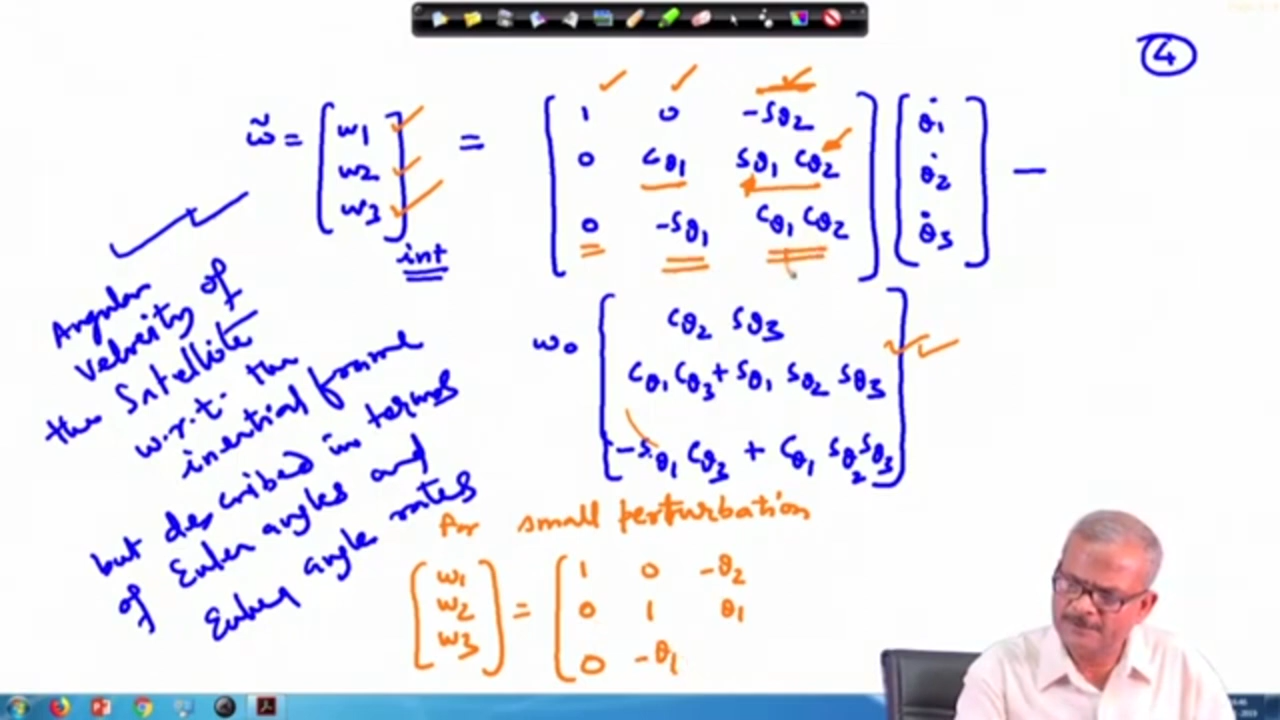 ④
ω̃ = [ω1 ω2 ω3]int = [1 0 -sθ2; 0 cθ1 sθ1 cθ2; 0 -sθ1 cθ1 cθ2] [θ̇1 θ̇2 θ̇3] −
ω0 [cθ2 sθ3; cθ1 cθ3 + sθ1 sθ2 sθ3; -sθ1 cθ3 + cθ1 sθ2 sθ3]
Angular
velocity of
the Satellite
w.r.t. the
inertial frame
but described in terms
of Euler angles and
Euler angle rates
For small perturbation
[ω1 ω2 ω3] = [1 0 -θ2; 0 1 θ1; 0 -θ1